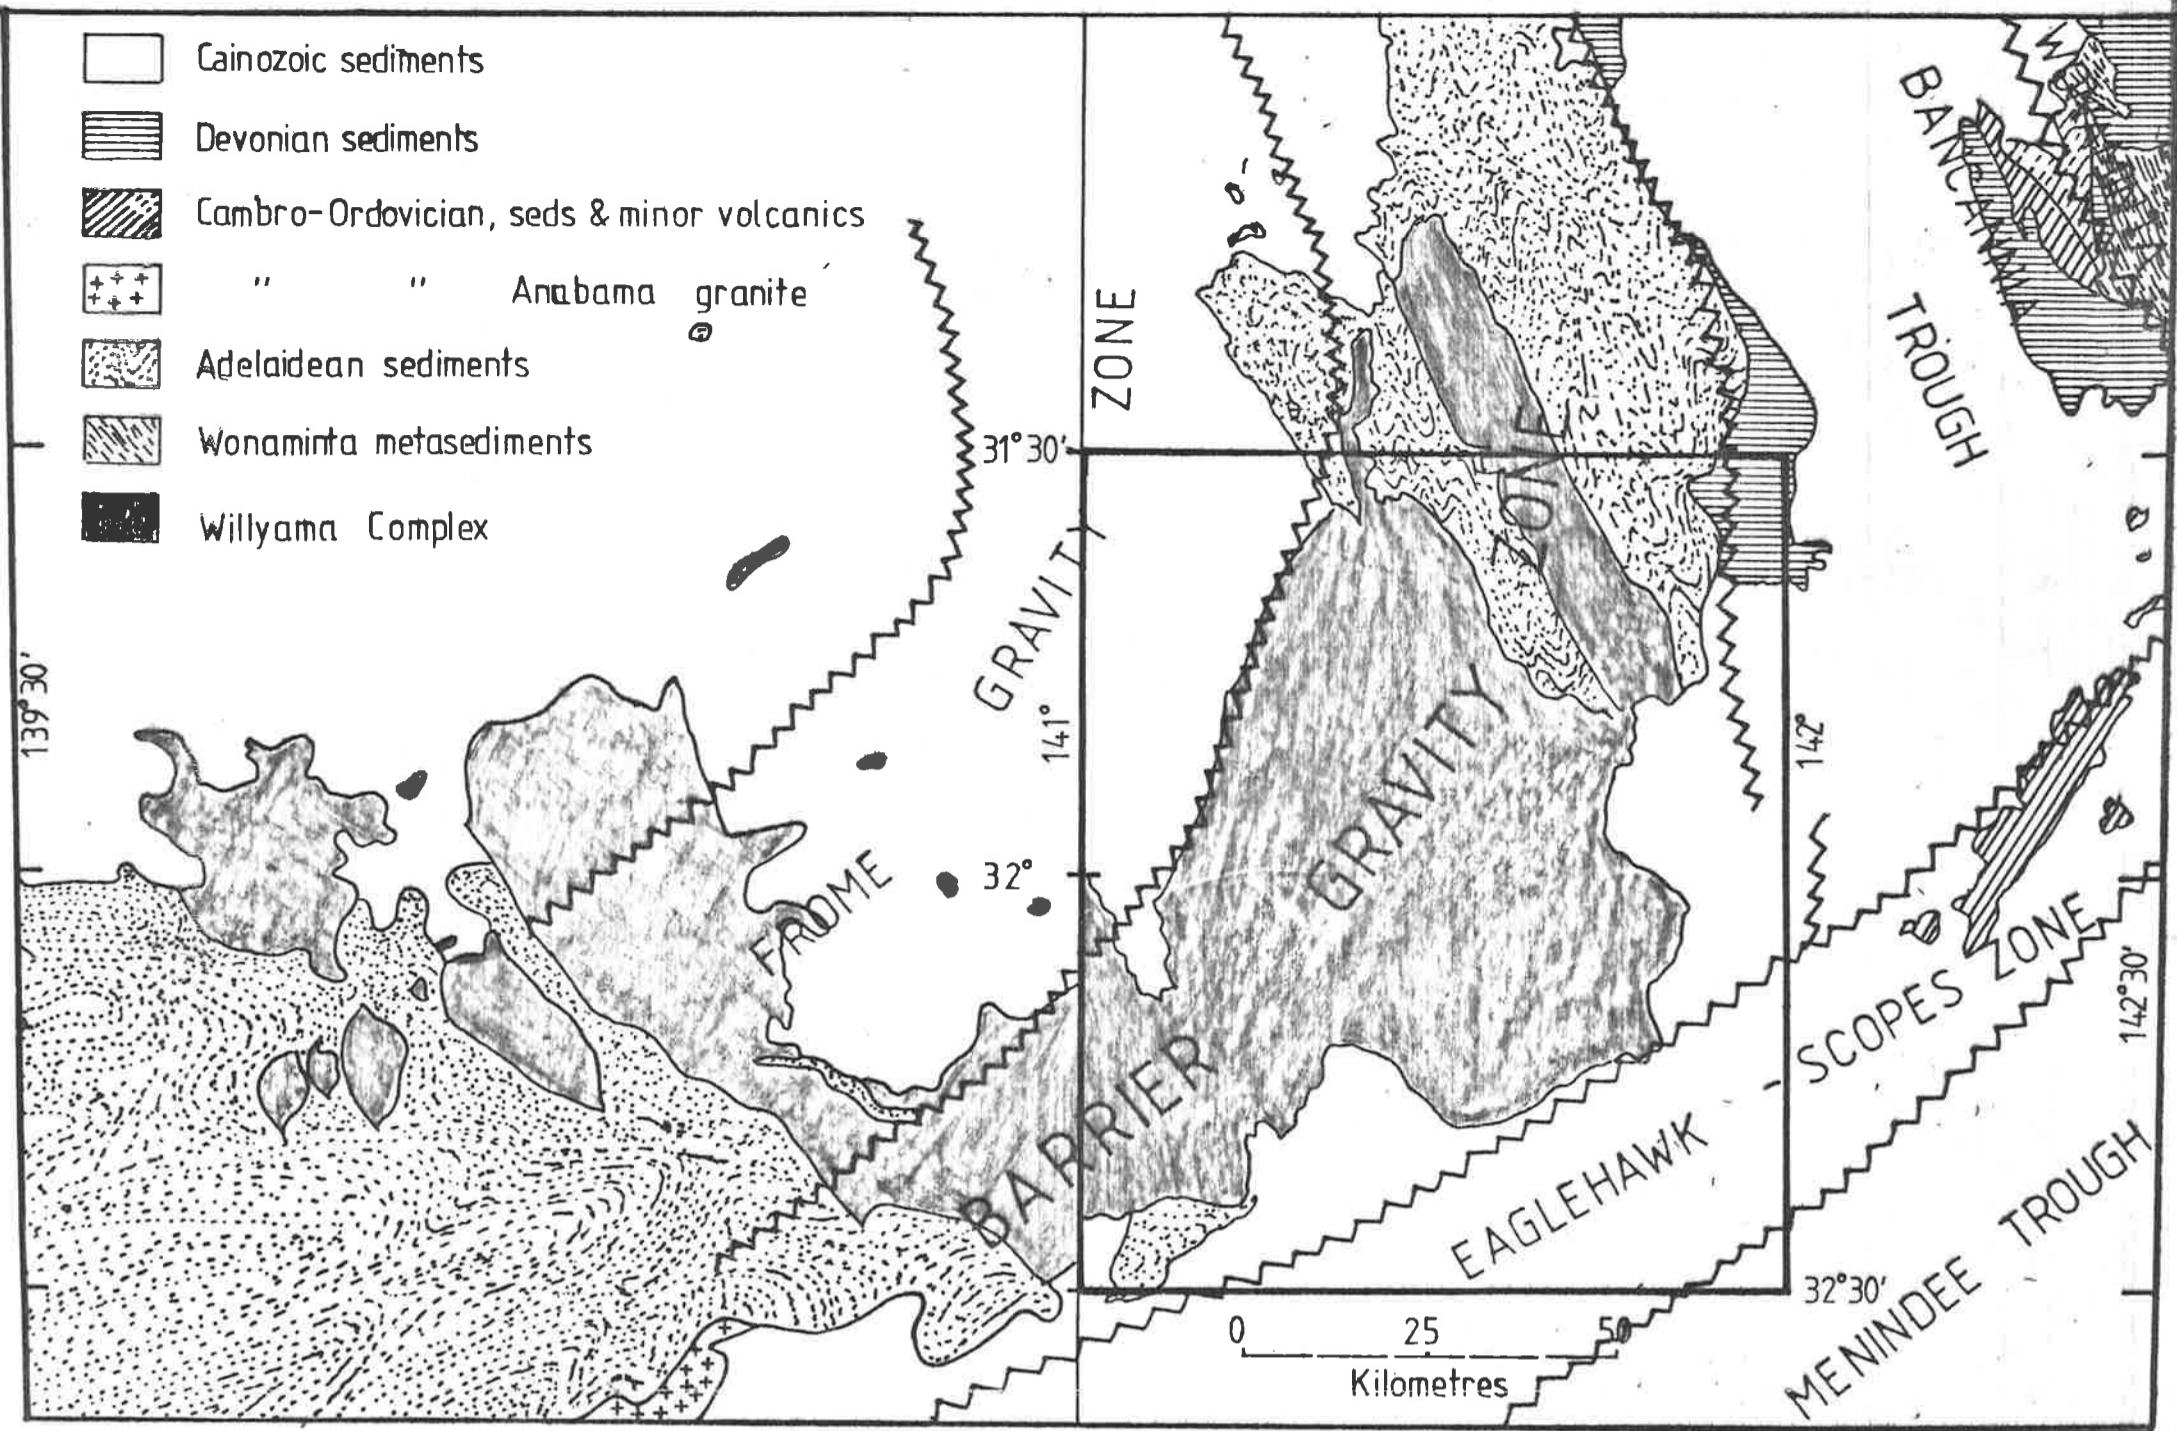 Cainozoic sediments
Devonian sediments
Cambro-Ordovician, seds & minor volcanics
" " Anabama granite
Adelaidean sediments
Wonaminta metasediments
Willyama Complex
BANCANNIA
TROUGH
ZONE
GRAVITY
FROME
ZONE
GRAVITY
BARRIER
SCOPES ZONE
EAGLEHAWK
MENINDEE TROUGH
31°30'
139°30'
141°
142°
32°
142°30'
32°30'
0 25 50
Kilometres